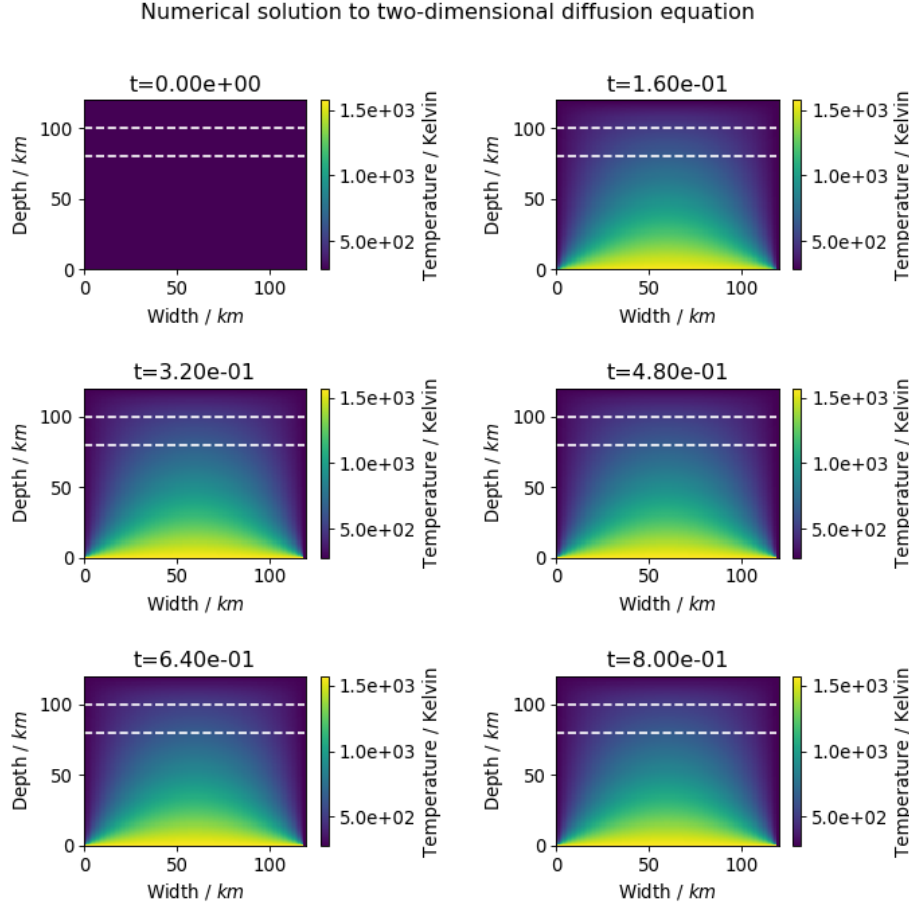 Numerical solution to two-dimensional diffusion equation
t=0.00e+00
Depth / km
100
50
0
0
50
100
Width / km
1.5e+03
1.0e+03
5.0e+02
Temperature / Kelvin
t=1.60e-01
Depth / km
100
50
0
0
50
100
Width / km
1.5e+03
1.0e+03
5.0e+02
Temperature / Kelvin
t=3.20e-01
Depth / km
100
50
0
0
50
100
Width / km
1.5e+03
1.0e+03
5.0e+02
Temperature / Kelvin
t=4.80e-01
Depth / km
100
50
0
0
50
100
Width / km
1.5e+03
1.0e+03
5.0e+02
Temperature / Kelvin
t=6.40e-01
Depth / km
100
50
0
0
50
100
Width / km
1.5e+03
1.0e+03
5.0e+02
Temperature / Kelvin
t=8.00e-01
Depth / km
100
50
0
0
50
100
Width / km
1.5e+03
1.0e+03
5.0e+02
Temperature / Kelvin